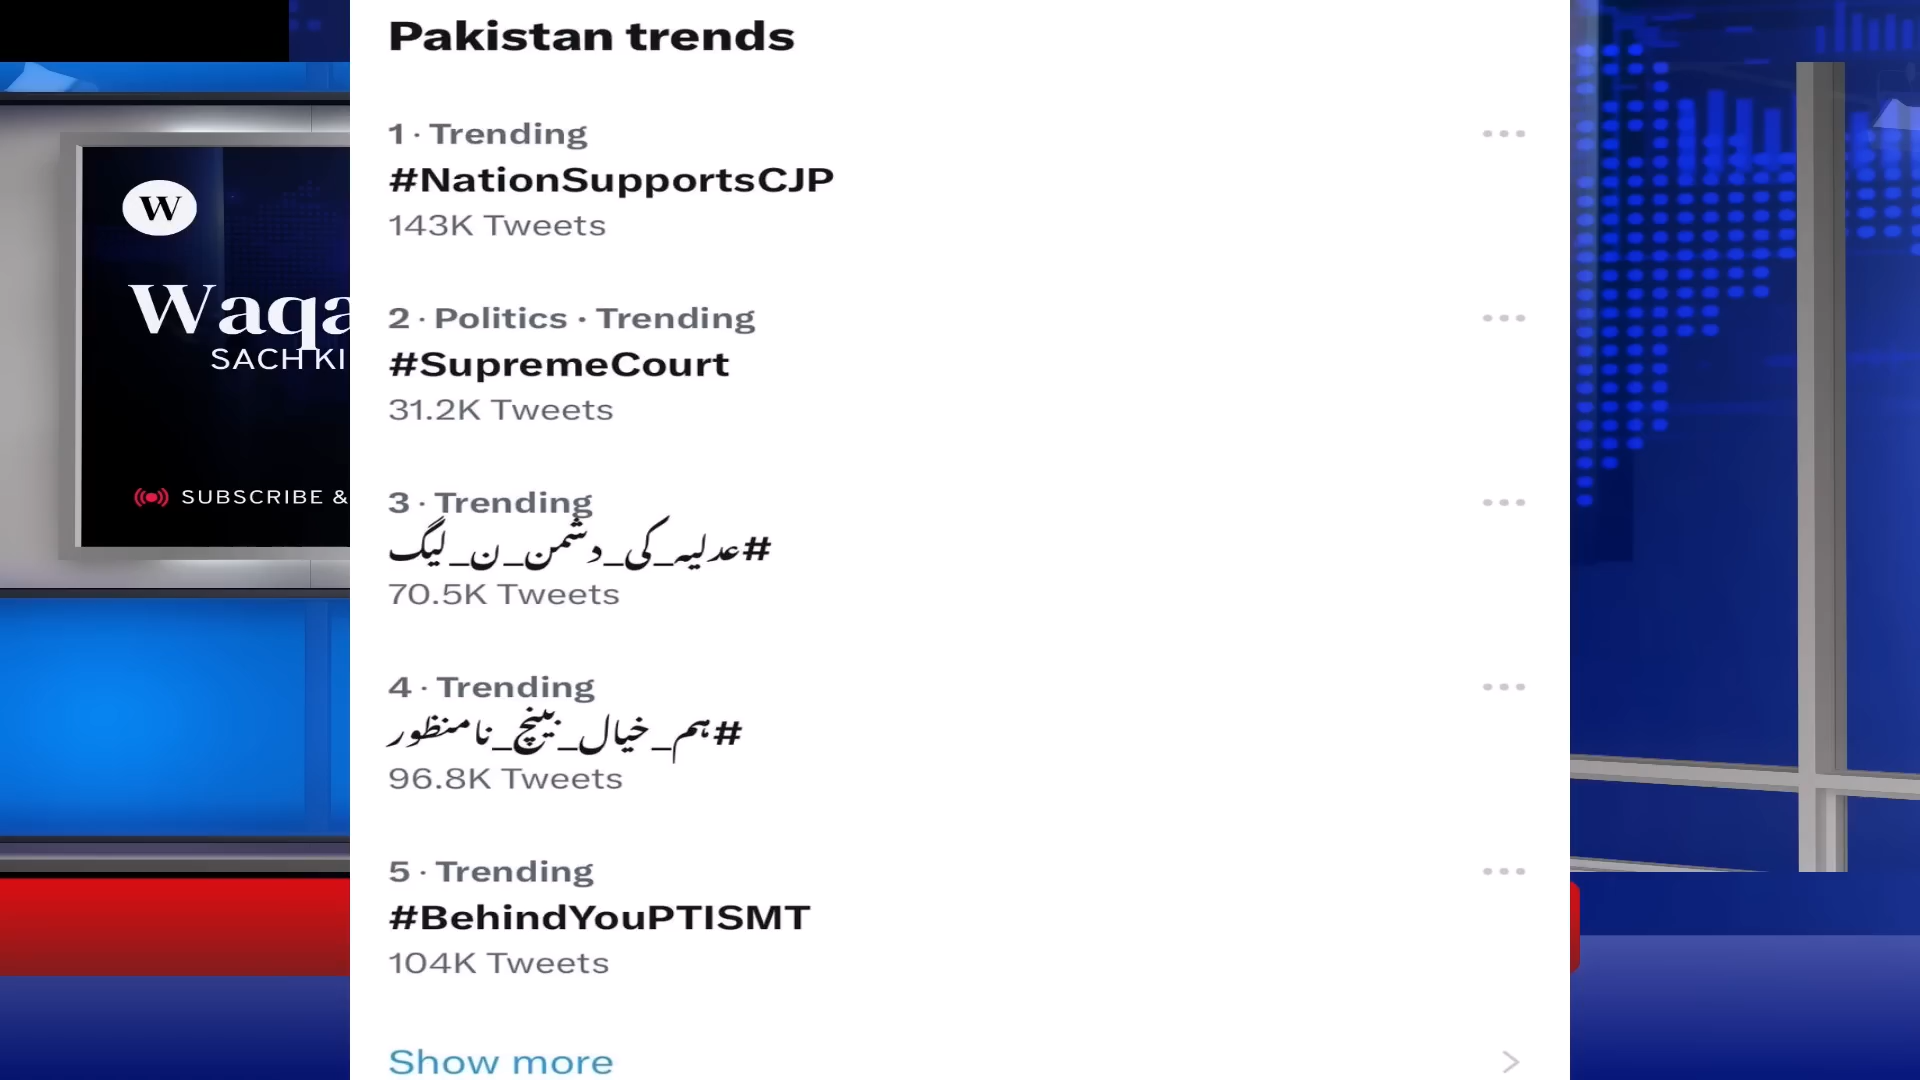 Pakistan trends
1 · Trending
#NationSupportsCJP
143K Tweets
2 · Politics · Trending
#SupremeCourt
31.2K Tweets
3 · Trending
#عدلیہ_کی_دشمن_ن_لیگ
70.5K Tweets
4 · Trending
#ہم_خیال_بینچ_نامنظور
96.8K Tweets
5 · Trending
#BehindYouPTISMT
104K Tweets
Show more
W
Waqa
SACH KI
SUBSCRIBE &